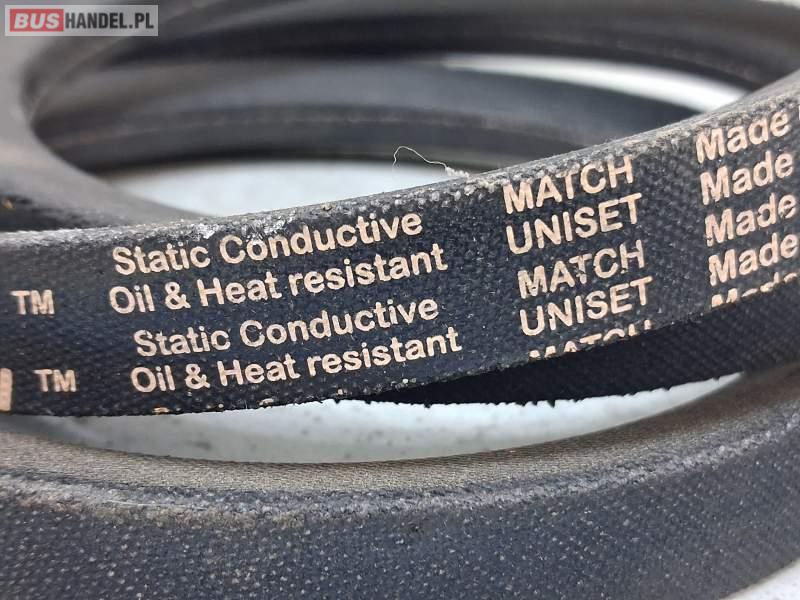 BUSHANDEL.PL
TM
Static Conductive
Oil & Heat resistant
MATCH
UNISET
Made
Made
TM
Static Conductive
Oil & Heat resistant
MATCH
UNISET
Made
Made
MATCH